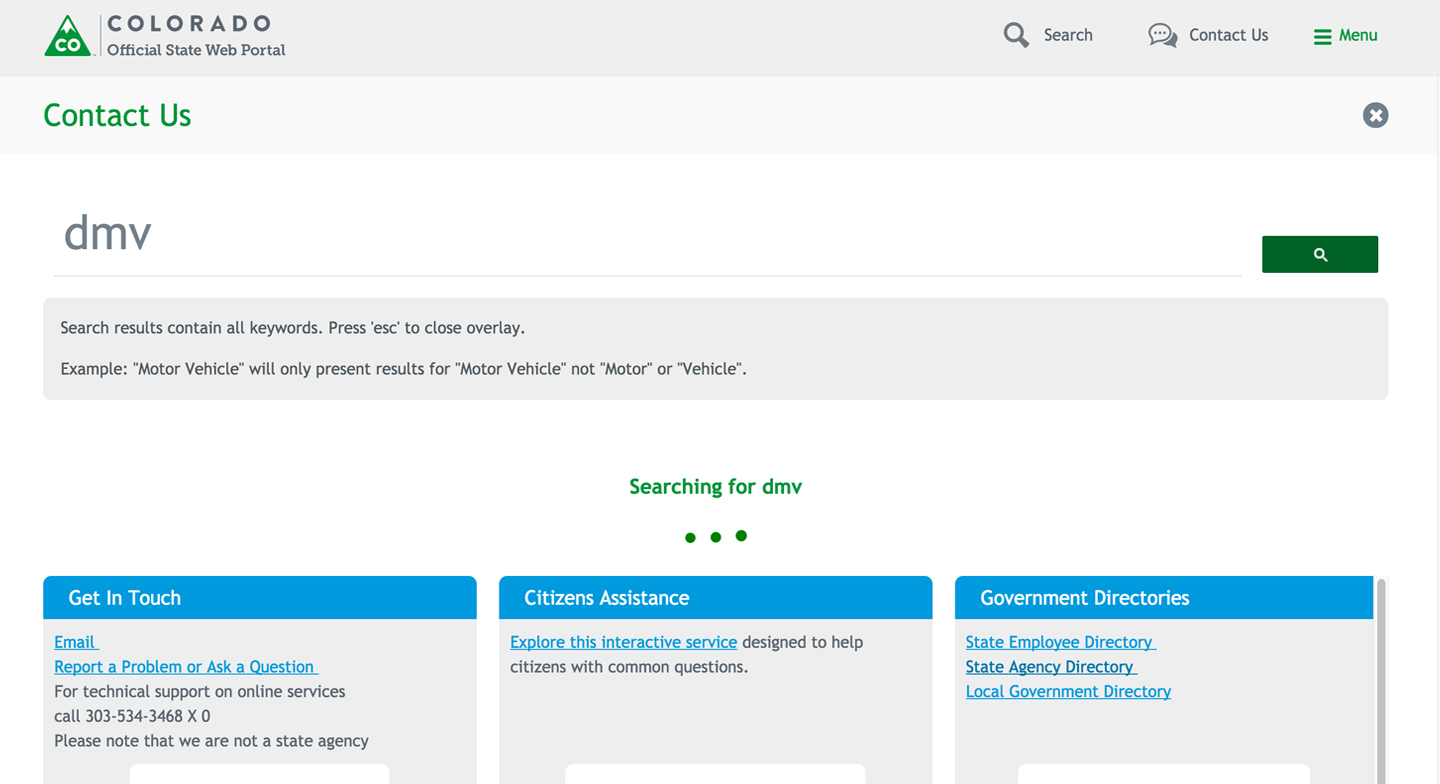 CO
COLORADO
Official State Web Portal
Search
Contact Us
Menu
Contact Us
dmv
Search results contain all keywords. Press 'esc' to close overlay.
Example: "Motor Vehicle" will only present results for "Motor Vehicle" not "Motor" or "Vehicle".
Searching for dmv
Get In Touch
Email
Report a Problem or Ask a Question
For technical support on online services
call 303-534-3468 X 0
Please note that we are not a state agency
Citizens Assistance
Explore this interactive service designed to help
citizens with common questions.
Government Directories
State Employee Directory
State Agency Directory
Local Government Directory